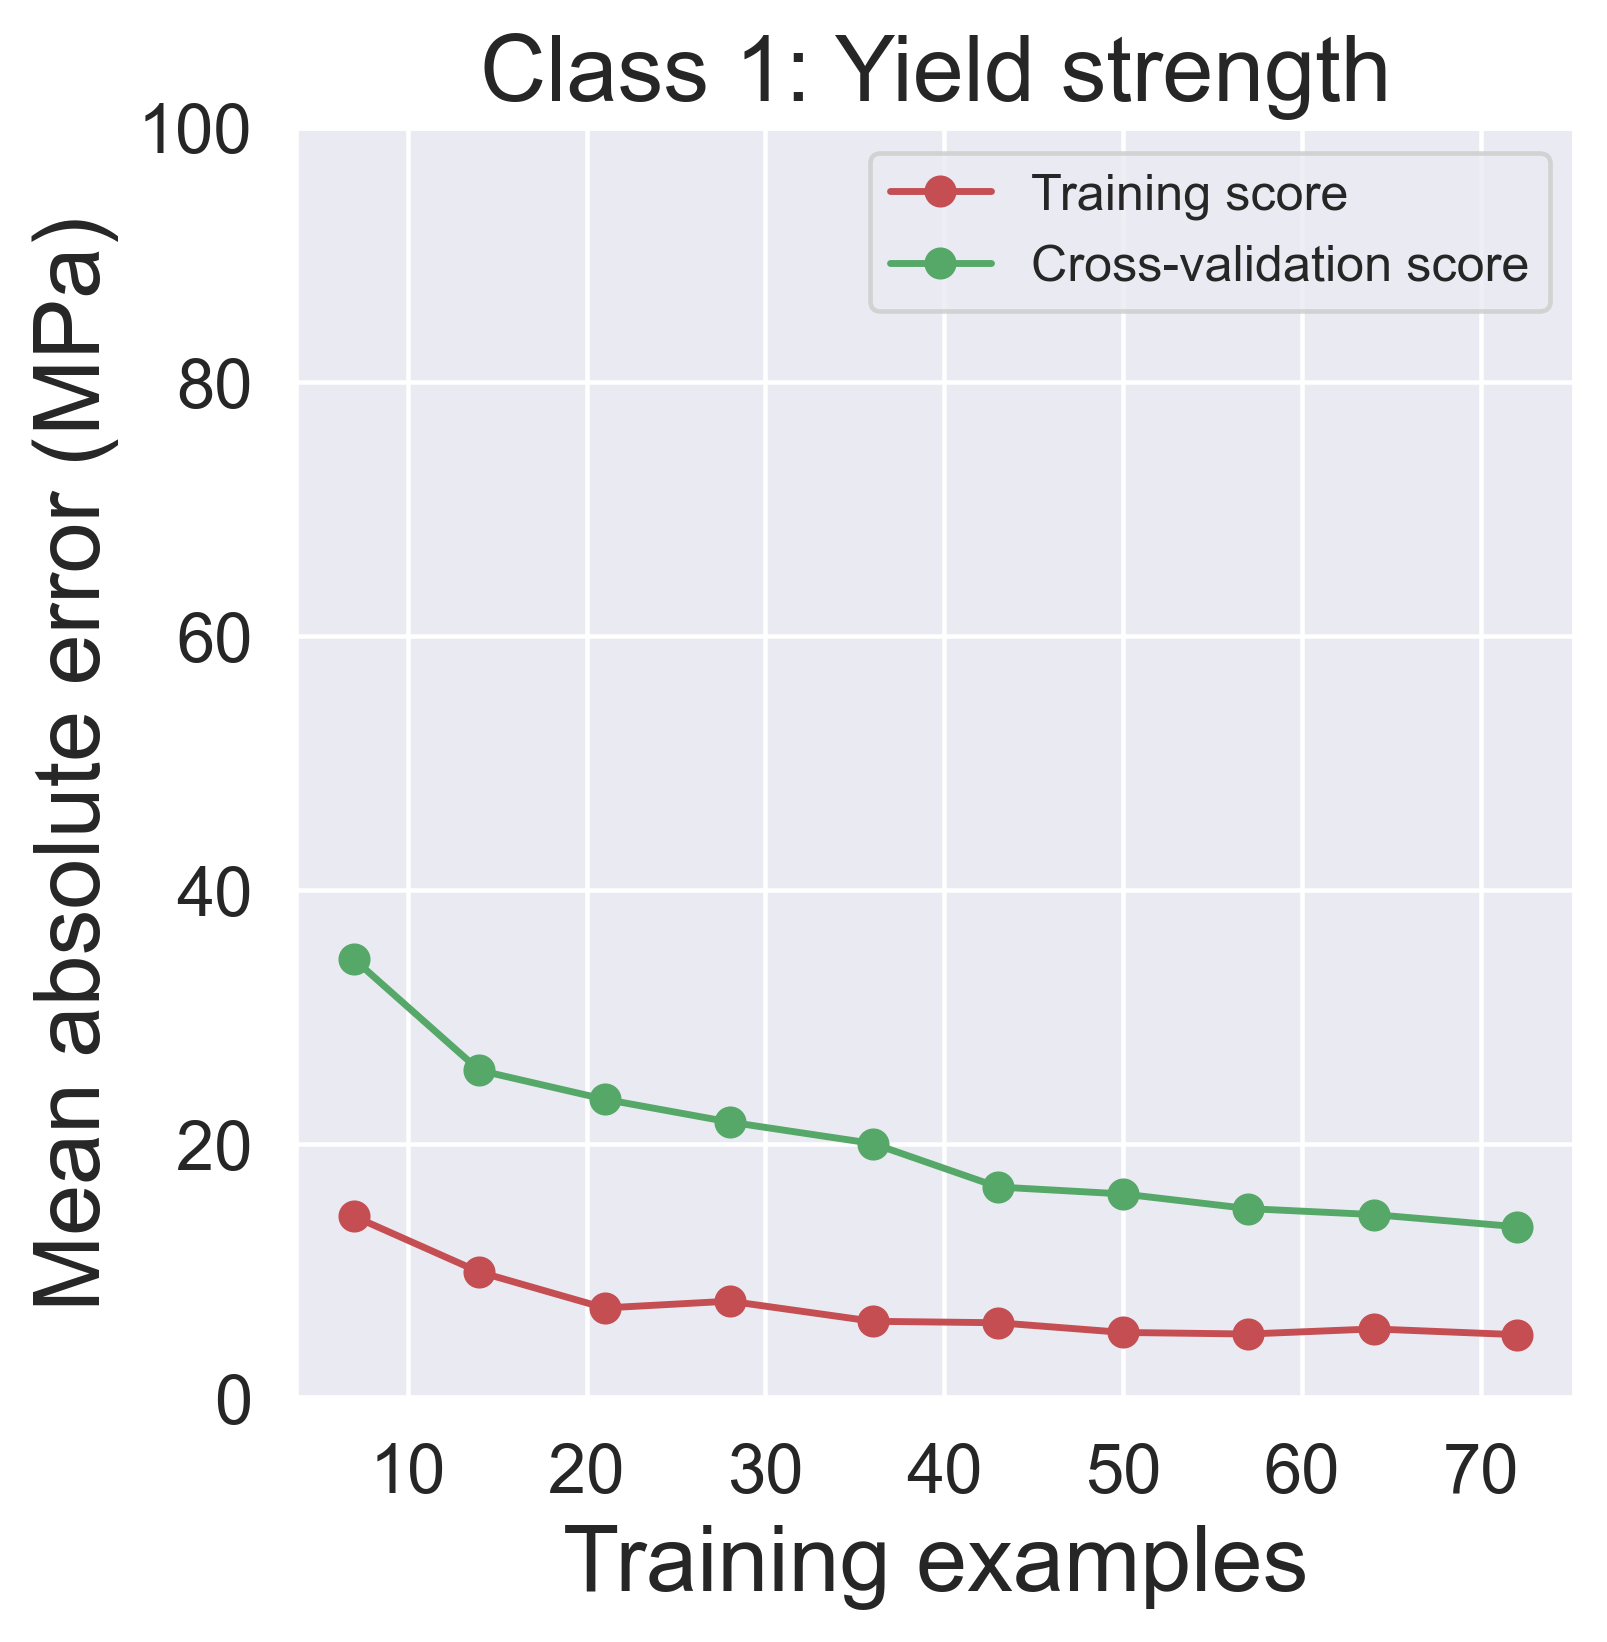 Class 1: Yield strength
Training score
Cross-validation score
Mean absolute error (MPa)
100
80
60
40
20
0
10 20 30 40 50 60 70
Training examples